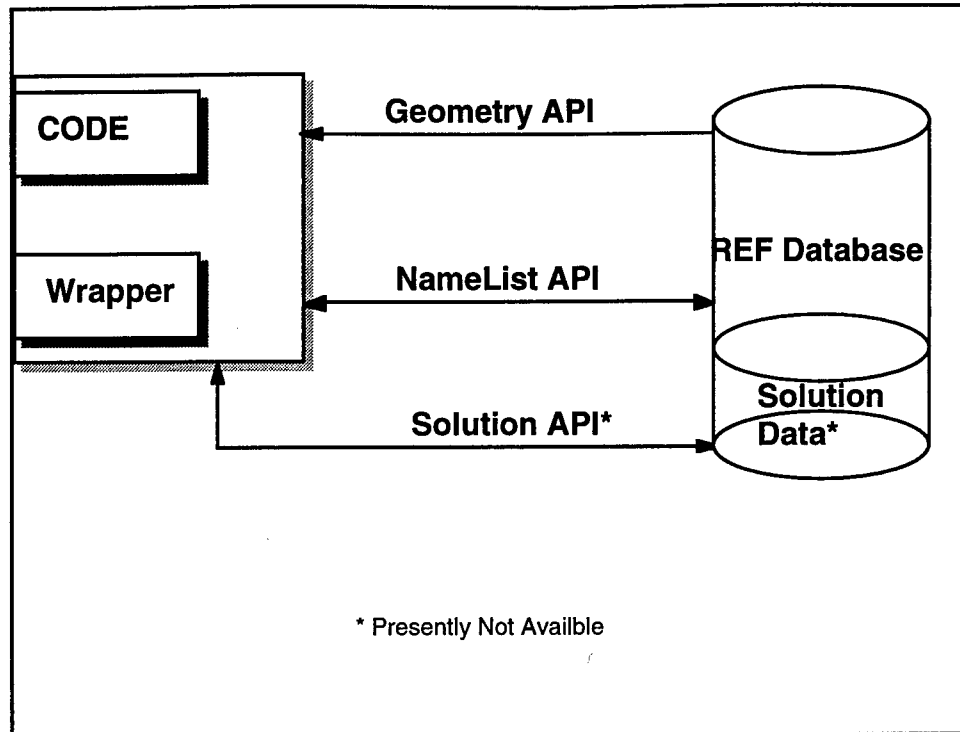 CODE
Geometry API
REF Database
Wrapper
NameList API
Solution API*
Solution
Data*
* Presently Not Availble